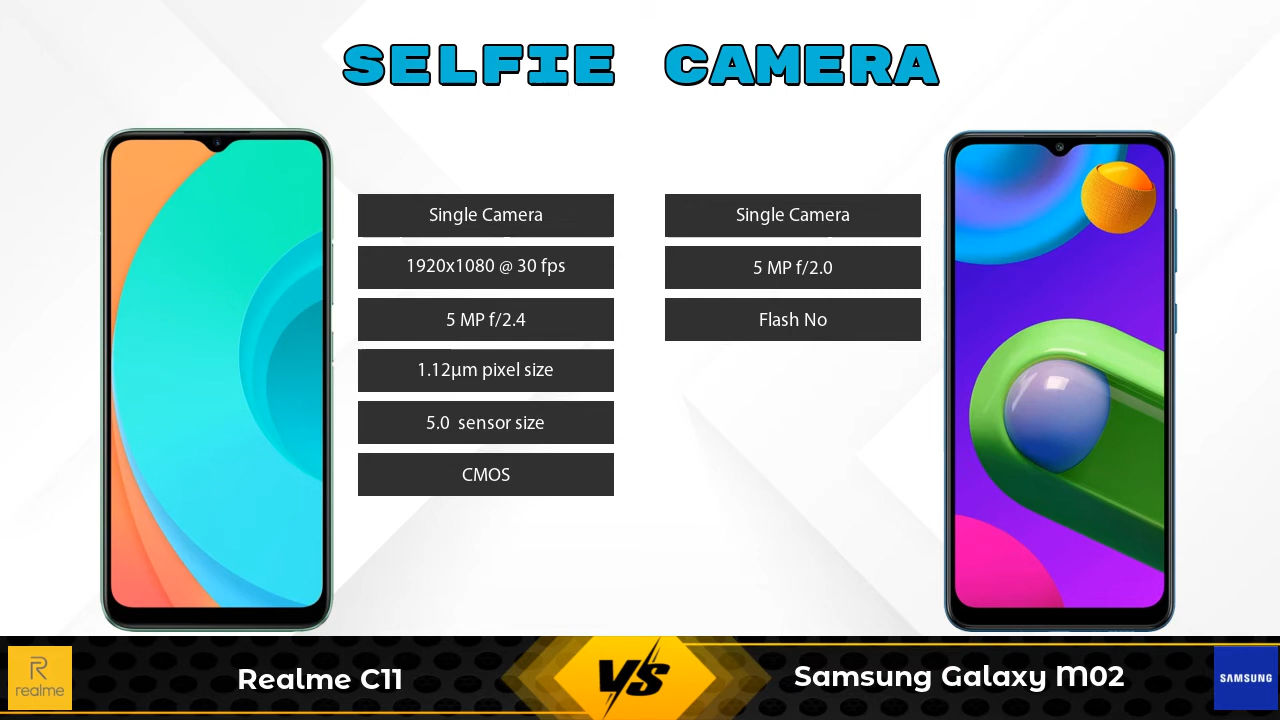 SELFIE CAMERA
Single Camera
1920x1080 @ 30 fps
5 MP f/2.4
1.12µm pixel size
5.0  sensor size
CMOS
Single Camera
5 MP f/2.0
Flash No
R
realme
Realme C11
VS
Samsung Galaxy M02
SAMSUNG